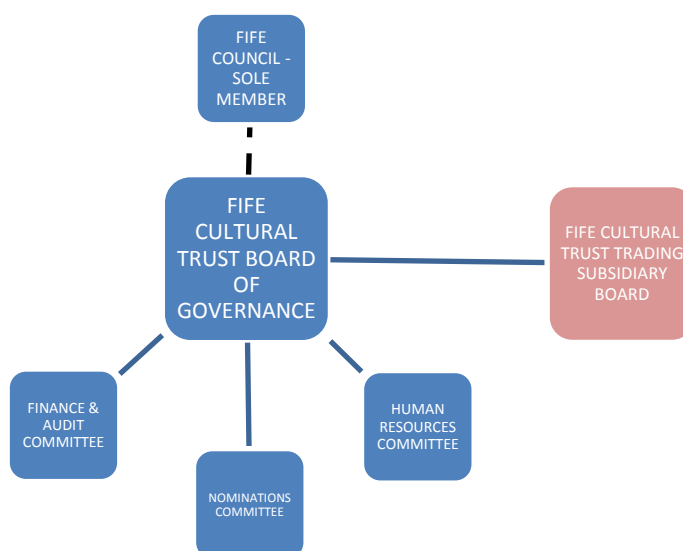 FIFE
COUNCIL -
SOLE
MEMBER
FIFE
CULTURAL
TRUST BOARD
OF
GOVERNANCE
FIFE CULTURAL
TRUST TRADING
SUBSIDIARY
BOARD
FINANCE &
AUDIT
COMMITTEE
NOMINATIONS
COMMITTEE
HUMAN
RESOURCES
COMMITTEE